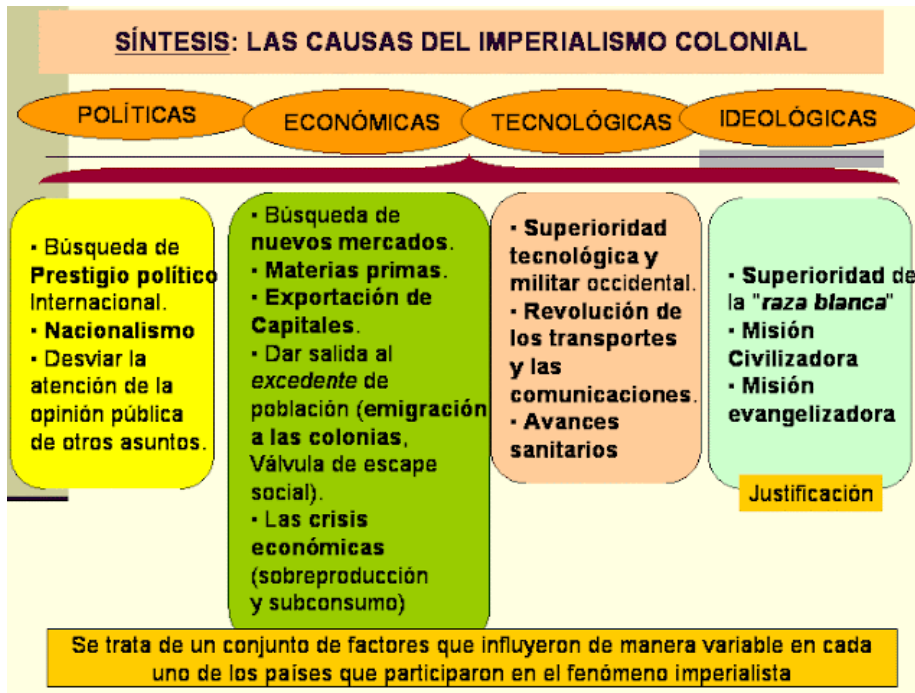 SÍNTESIS: LAS CAUSAS DEL IMPERIALISMO COLONIAL
POLÍTICAS
ECONÓMICAS
TECNOLÓGICAS
IDEOLÓGICAS
· Búsqueda de
Prestigio político
Internacional.
· Nacionalismo
· Desviar la
atención de la
opinión pública
de otros asuntos.
· Búsqueda de
nuevos mercados.
· Materias primas.
· Exportación de
Capitales.
· Dar salida al
excedente de
población (emigración
a las colonias,
Válvula de escape
social).
· Las crisis
económicas
(sobreproducción
y subconsumo)
· Superioridad
tecnológica y
militar occidental.
· Revolución de
los transportes
y las
comunicaciones.
· Avances
sanitarios
· Superioridad de
la "raza blanca"
· Misión
Civilizadora
· Misión
evangelizadora
Justificación
Se trata de un conjunto de factores que influyeron de manera variable en cada
uno de los países que participaron en el fenómeno imperialista